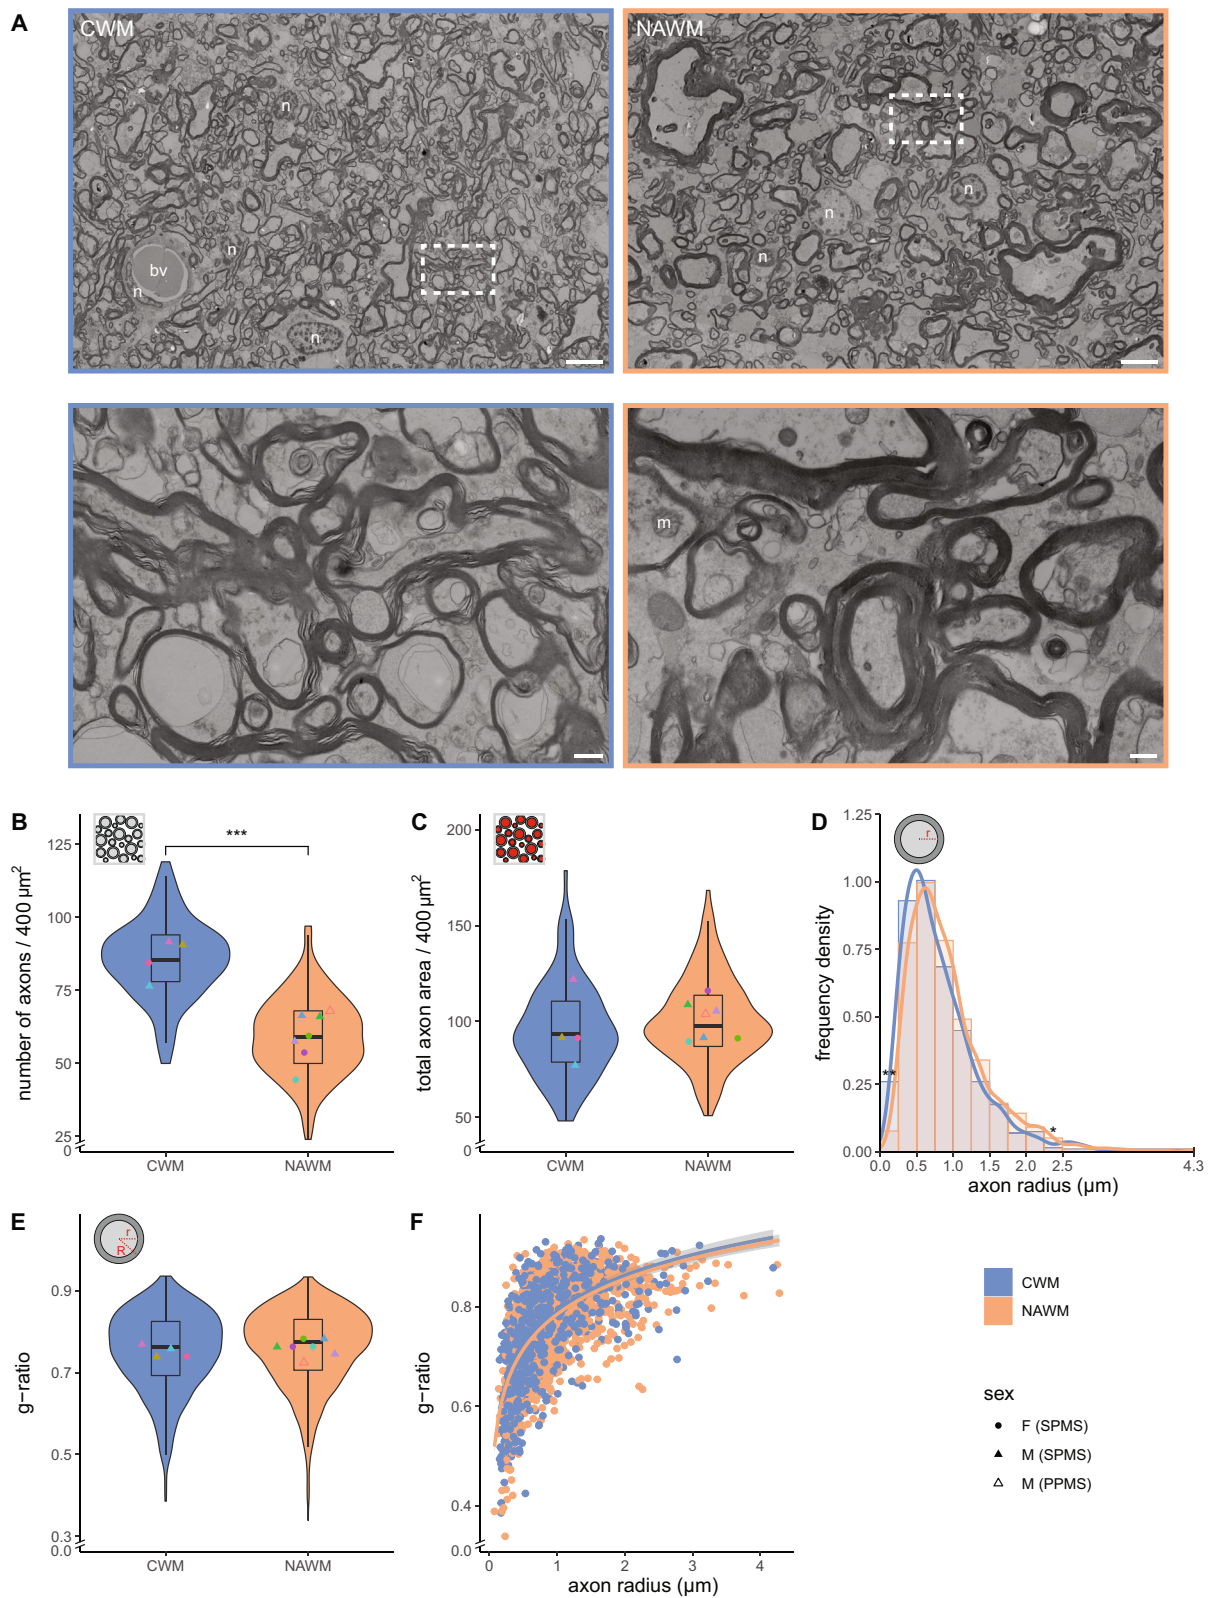 A
CWM
n
n
bv
n
n
NAWM
n
n
n
m
B
number of axons / 400 µm²
125
100
75
50
25
0
***
CWM
NAWM
C
total axon area / 400 µm²
200
150
100
50
0
CWM
NAWM
D
frequency density
1.25
1.00
0.75
0.50
0.25
0.00
r
**
*
0.0
0.5
1.0
1.5
2.0
2.5
4.3
axon radius (µm)
E
g−ratio
0.9
0.7
0.5
0.3
0.0
r
R
CWM
NAWM
F
g−ratio
0.8
0.6
0.4
0.0
0
1
2
3
4
axon radius (µm)
CWM
NAWM
sex
F (SPMS)
M (SPMS)
M (PPMS)